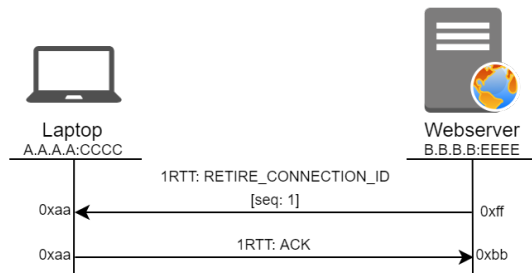 Laptop
A.A.A.A:CCCC
Webserver
B.B.B.B:EEEE
1RTT: RETIRE_CONNECTION_ID
[seq: 1]
0xaa
0xff
1RTT: ACK
0xaa
0xbb